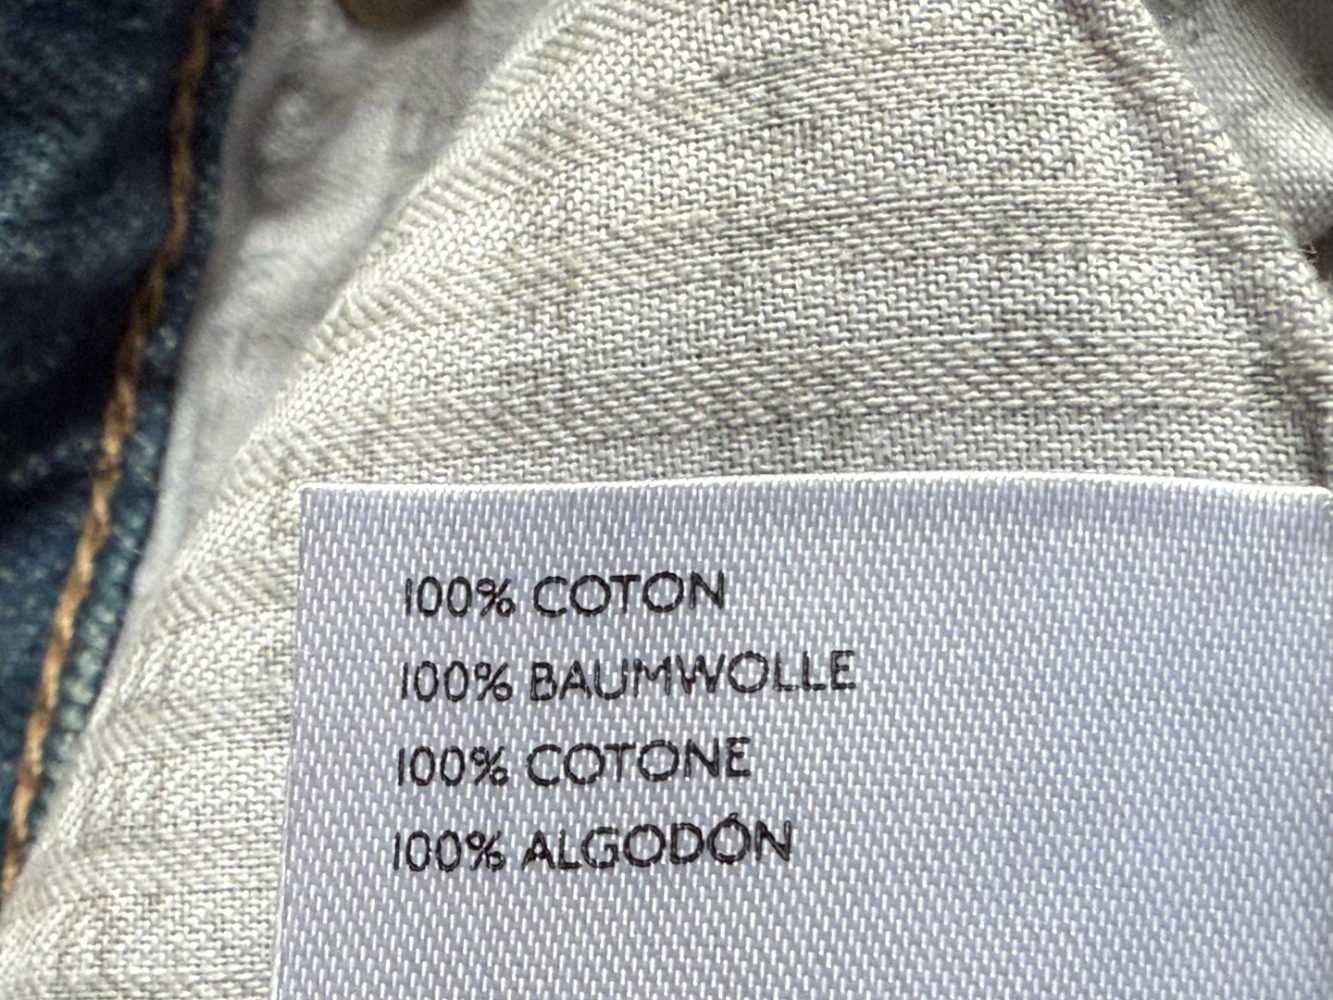 100% COTON
100% BAUMWOLLE
100% COTONE
100% ALGODÓN